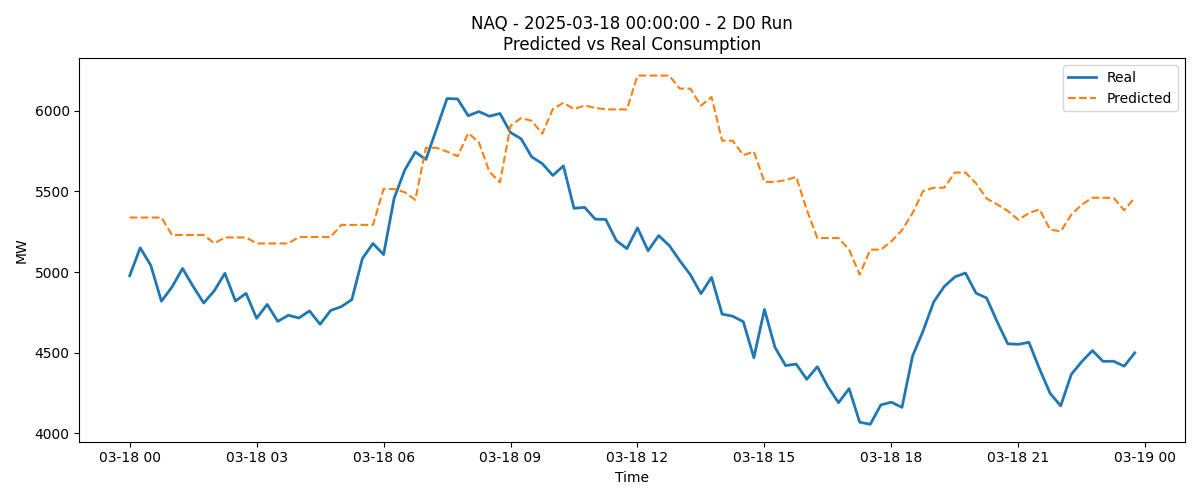 NAQ - 2025-03-18 00:00:00 - 2 D0 Run
Predicted vs Real Consumption
Real
Predicted
MW
6000
5500
5000
4500
4000
03-18 00
03-18 03
03-18 06
03-18 09
03-18 12
03-18 15
03-18 18
03-18 21
03-19 00
Time